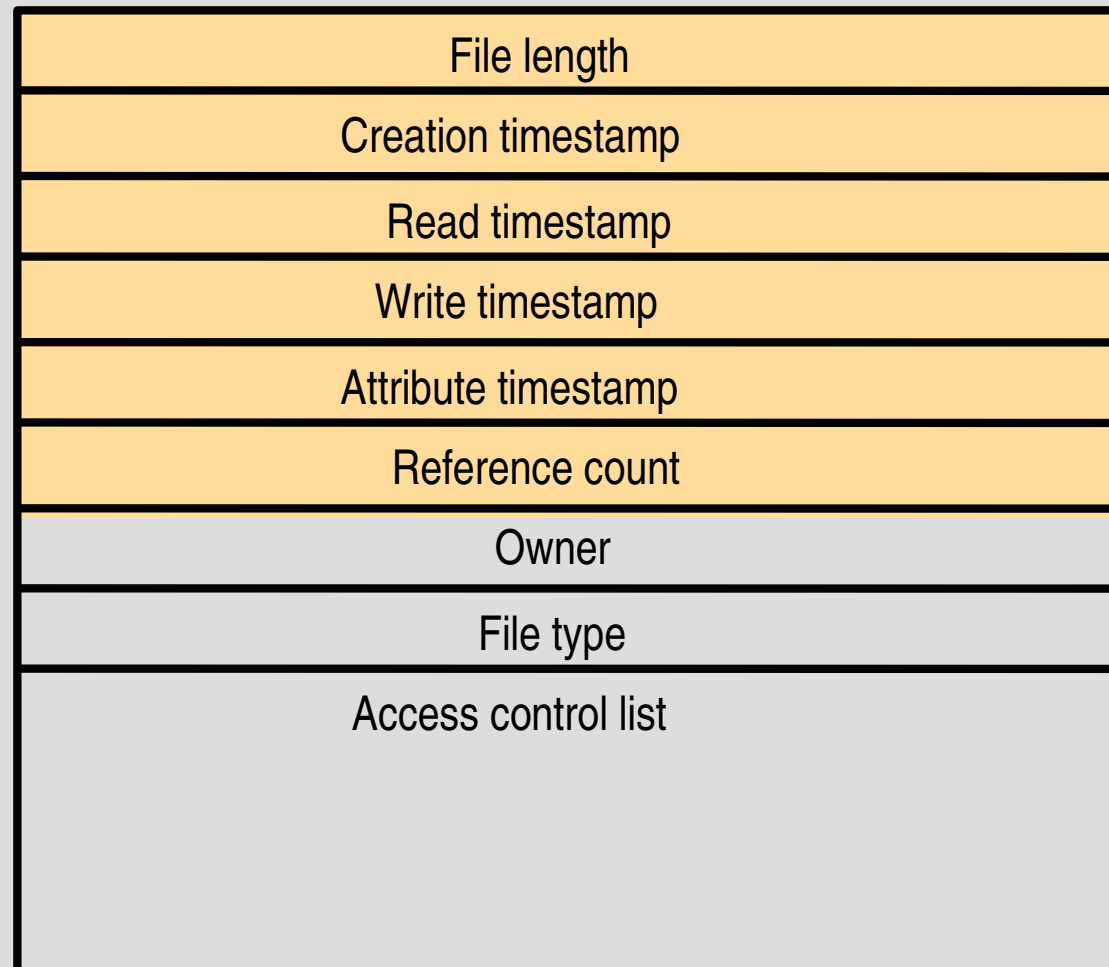 File length
Creation timestamp
Read timestamp
Write timestamp
Attribute timestamp
Reference count
Owner
File type
Access control list